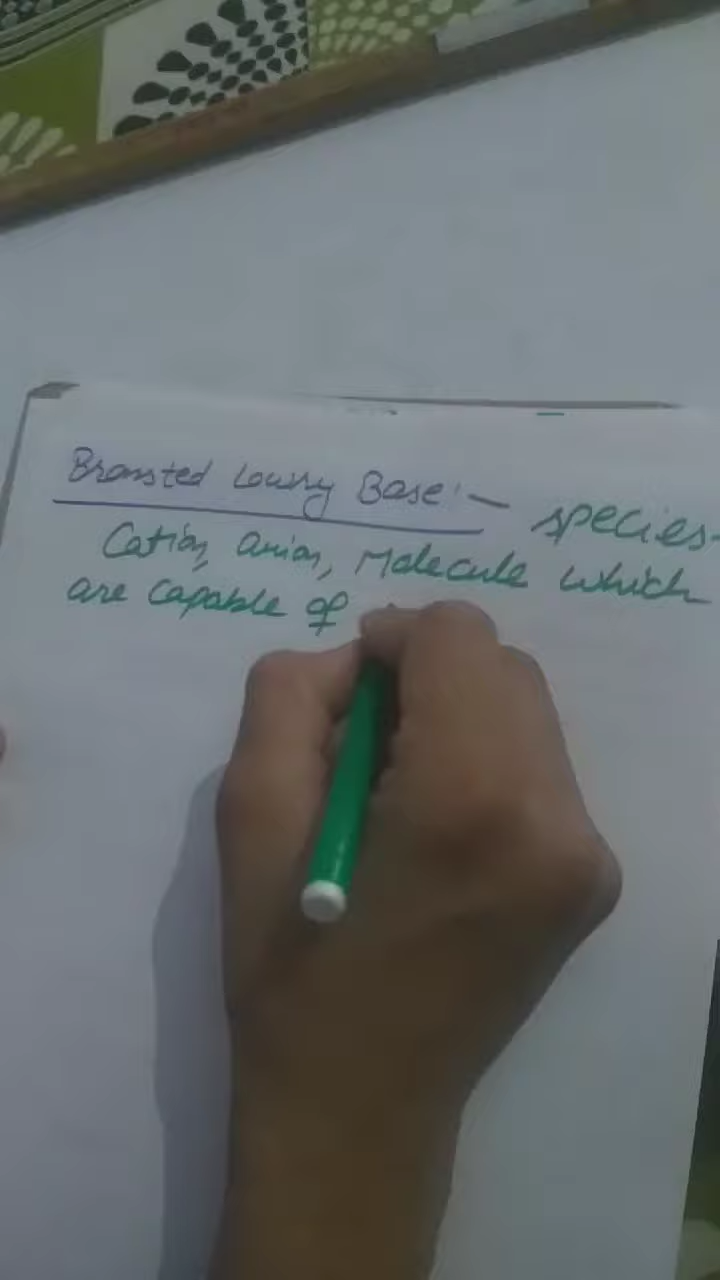 Bronsted Lowry Base:- species-
Cation, anion, Molecule which
are capable of